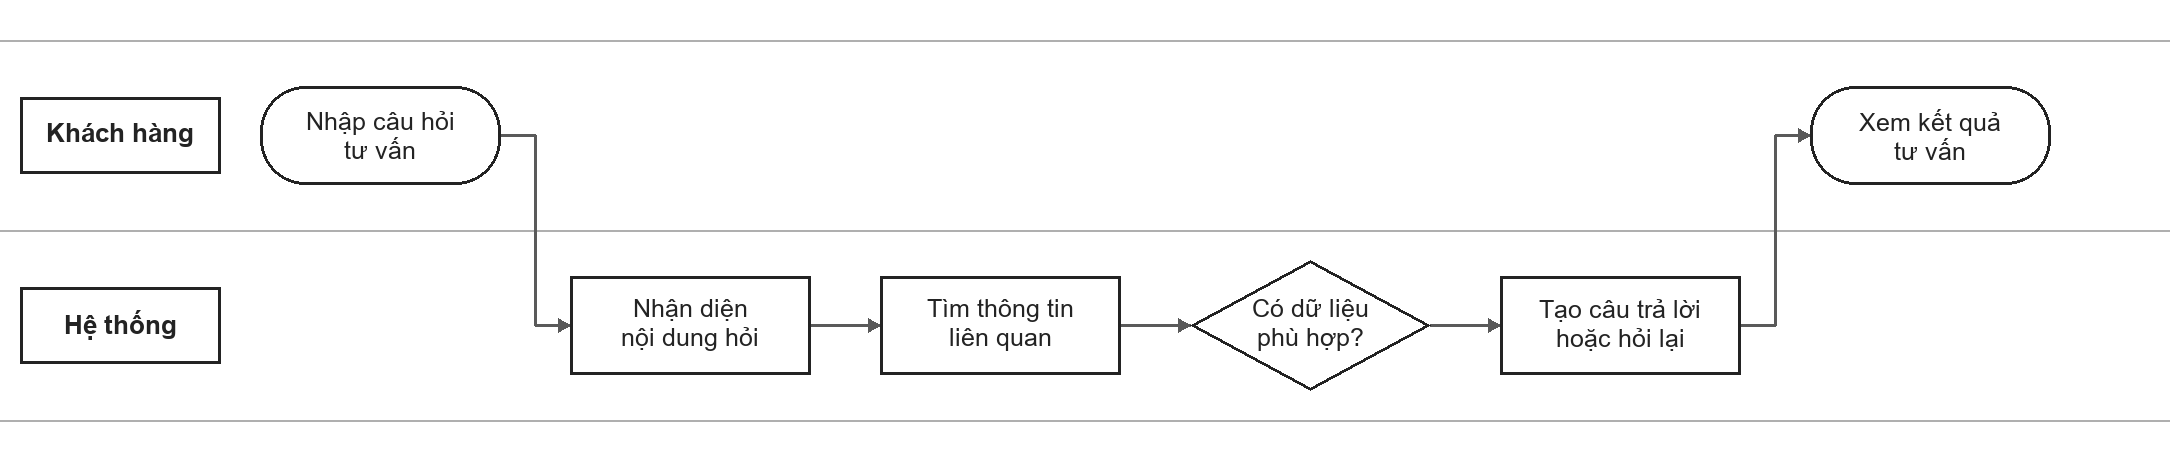 Khách hàng
Nhập câu hỏi
tư vấn
Xem kết quả
tư vấn
Hệ thống
Nhận diện
nội dung hỏi
Tìm thông tin
liên quan
Có dữ liệu
phù hợp?
Tạo câu trả lời
hoặc hỏi lại